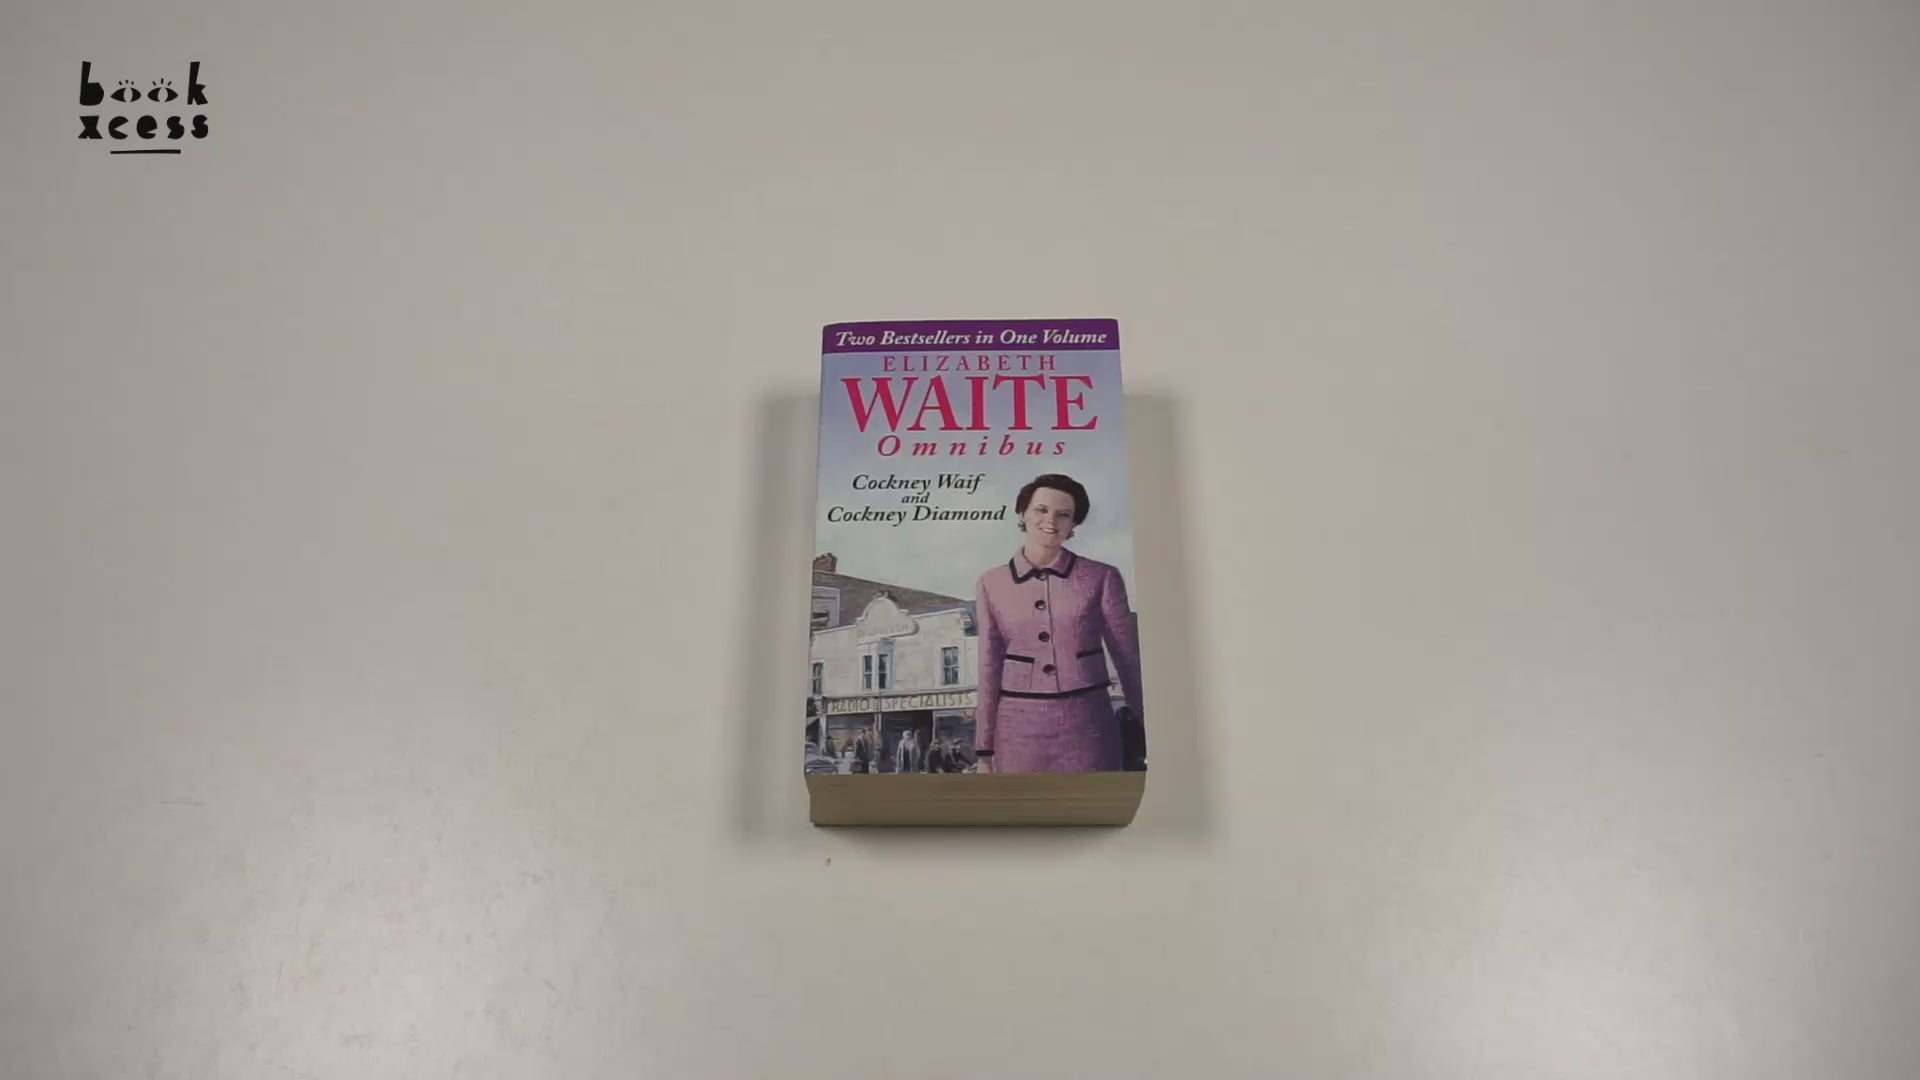 book
xcess
Two Bestsellers in One Volume
ELIZABETH
WAITE
Omnibus
Cockney Waif
and
Cockney Diamond
RADIO SPECIALISTS